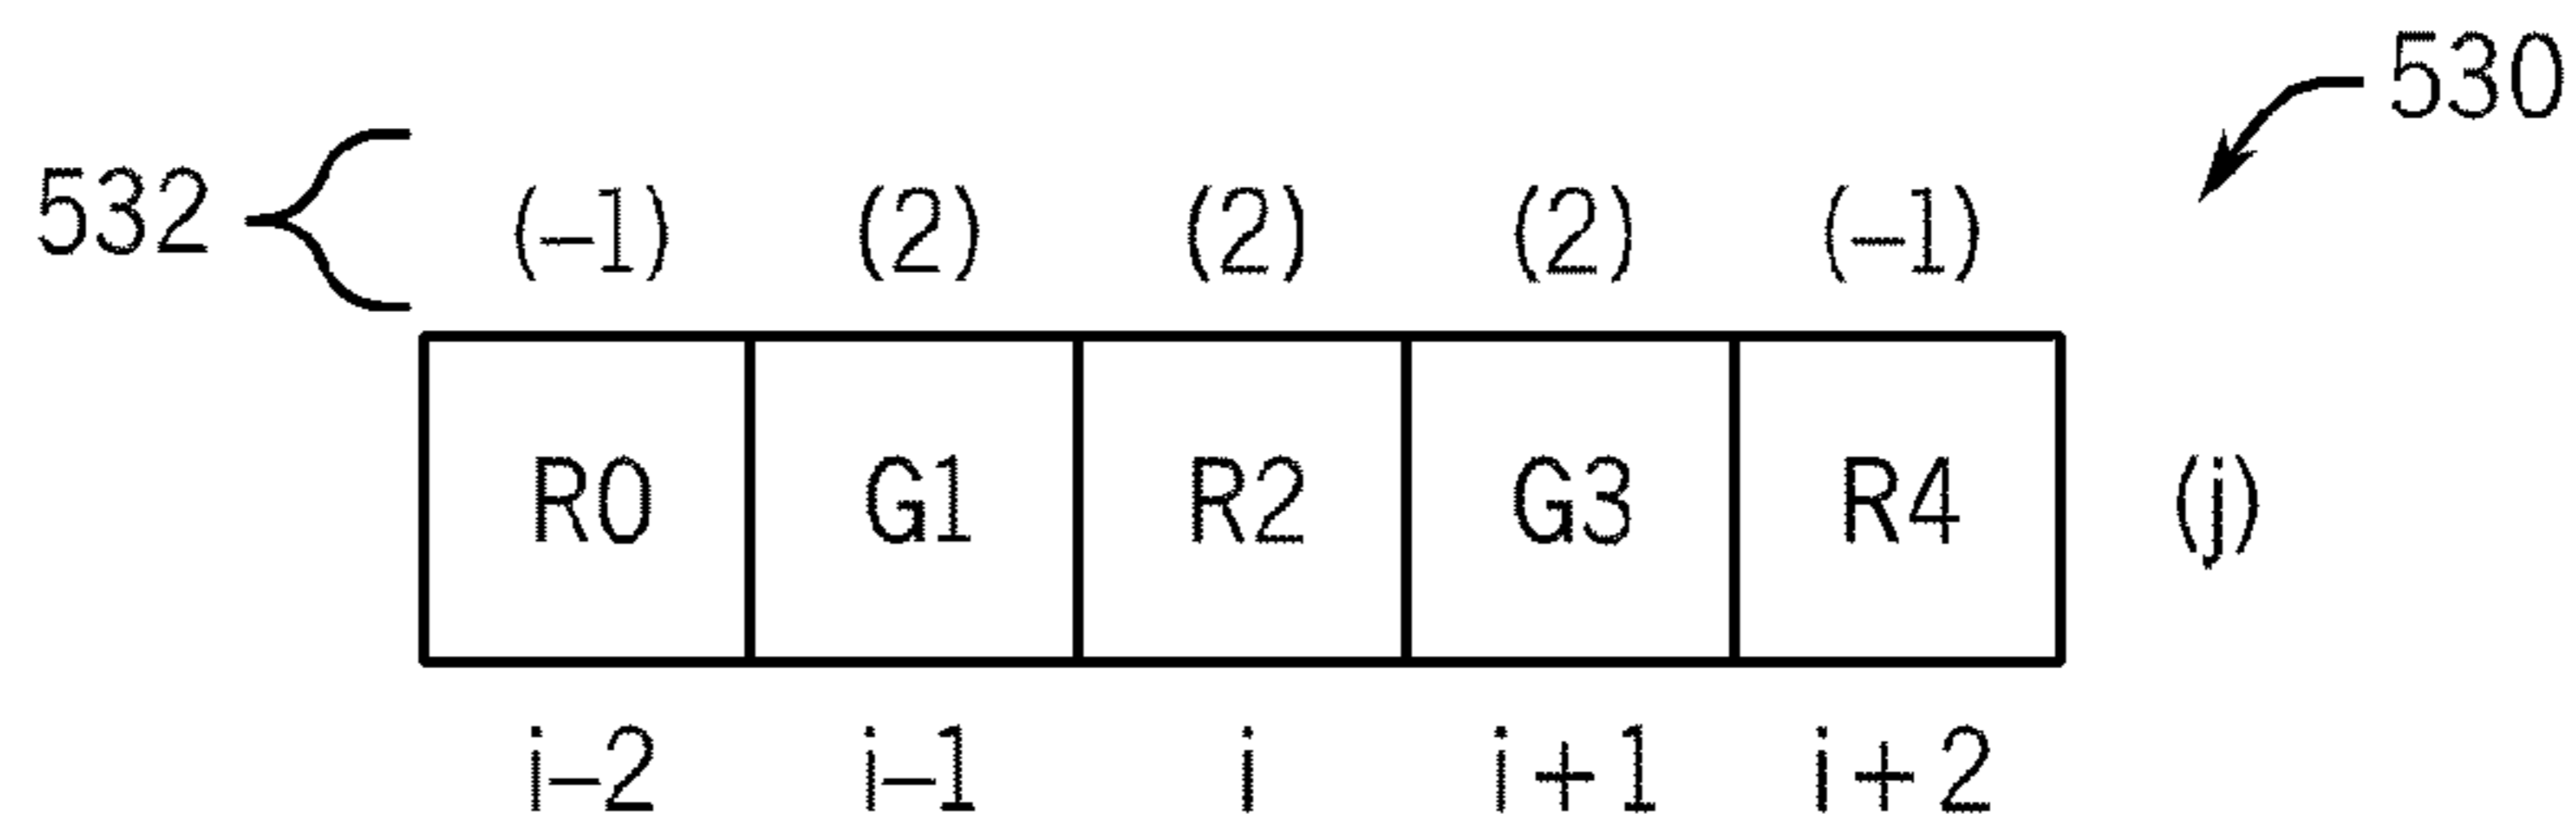 530
532 (-1) (2) (2) (2) (-1)
R0 G1 R2 G3 R4 (j)
i-2 i-1 i i+1 i+2